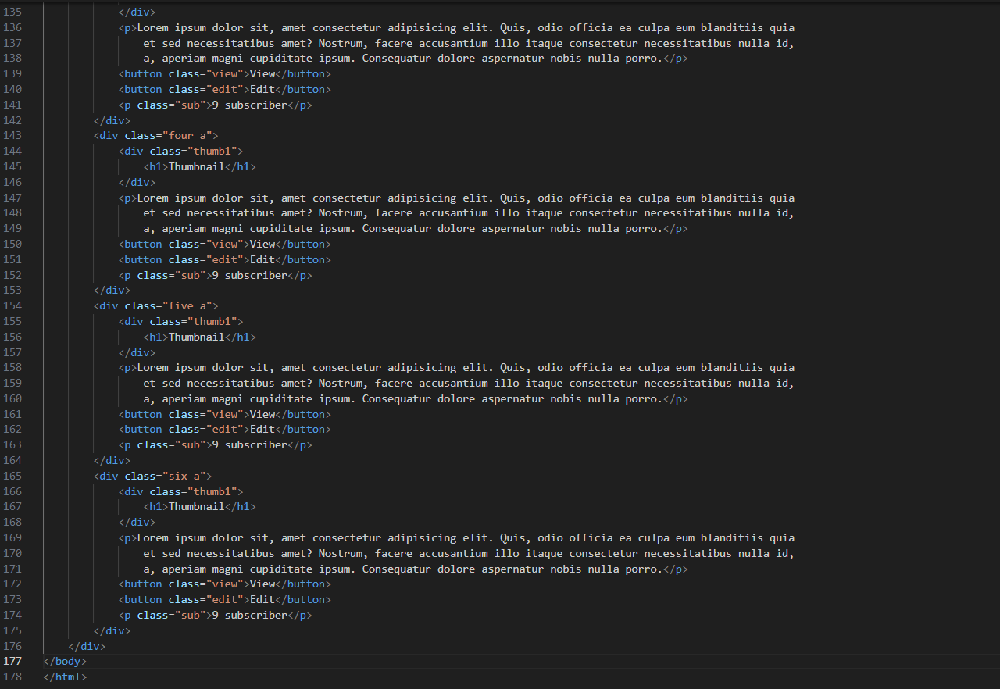 135 </div>
136 <p>Lorem ipsum dolor sit, amet consectetur adipisicing elit. Quis, odio officia ea culpa eum blanditiis quia
137 et sed necessitatibus amet? Nostrum, facere accusantium illo itaque consectetur necessitatibus nulla id,
138 a, aperiam magni cupiditate ipsum. Consequatur dolore aspernatur nobis nulla porro.</p>
139 <button class="view">View</button>
140 <button class="edit">Edit</button>
141 <p class="sub">9 subscriber</p>
142 </div>
143 <div class="four a">
144 <div class="thumb1">
145 <h1>Thumbnail</h1>
146 </div>
147 <p>Lorem ipsum dolor sit, amet consectetur adipisicing elit. Quis, odio officia ea culpa eum blanditiis quia
148 et sed necessitatibus amet? Nostrum, facere accusantium illo itaque consectetur necessitatibus nulla id,
149 a, aperiam magni cupiditate ipsum. Consequatur dolore aspernatur nobis nulla porro.</p>
150 <button class="view">View</button>
151 <button class="edit">Edit</button>
152 <p class="sub">9 subscriber</p>
153 </div>
154 <div class="five a">
155 <div class="thumb1">
156 <h1>Thumbnail</h1>
157 </div>
158 <p>Lorem ipsum dolor sit, amet consectetur adipisicing elit. Quis, odio officia ea culpa eum blanditiis quia
159 et sed necessitatibus amet? Nostrum, facere accusantium illo itaque consectetur necessitatibus nulla id,
160 a, aperiam magni cupiditate ipsum. Consequatur dolore aspernatur nobis nulla porro.</p>
161 <button class="view">View</button>
162 <button class="edit">Edit</button>
163 <p class="sub">9 subscriber</p>
164 </div>
165 <div class="six a">
166 <div class="thumb1">
167 <h1>Thumbnail</h1>
168 </div>
169 <p>Lorem ipsum dolor sit, amet consectetur adipisicing elit. Quis, odio officia ea culpa eum blanditiis quia
170 et sed necessitatibus amet? Nostrum, facere accusantium illo itaque consectetur necessitatibus nulla id,
171 a, aperiam magni cupiditate ipsum. Consequatur dolore aspernatur nobis nulla porro.</p>
172 <button class="view">View</button>
173 <button class="edit">Edit</button>
174 <p class="sub">9 subscriber</p>
175 </div>
176 </div>
177 </body>
178 </html>